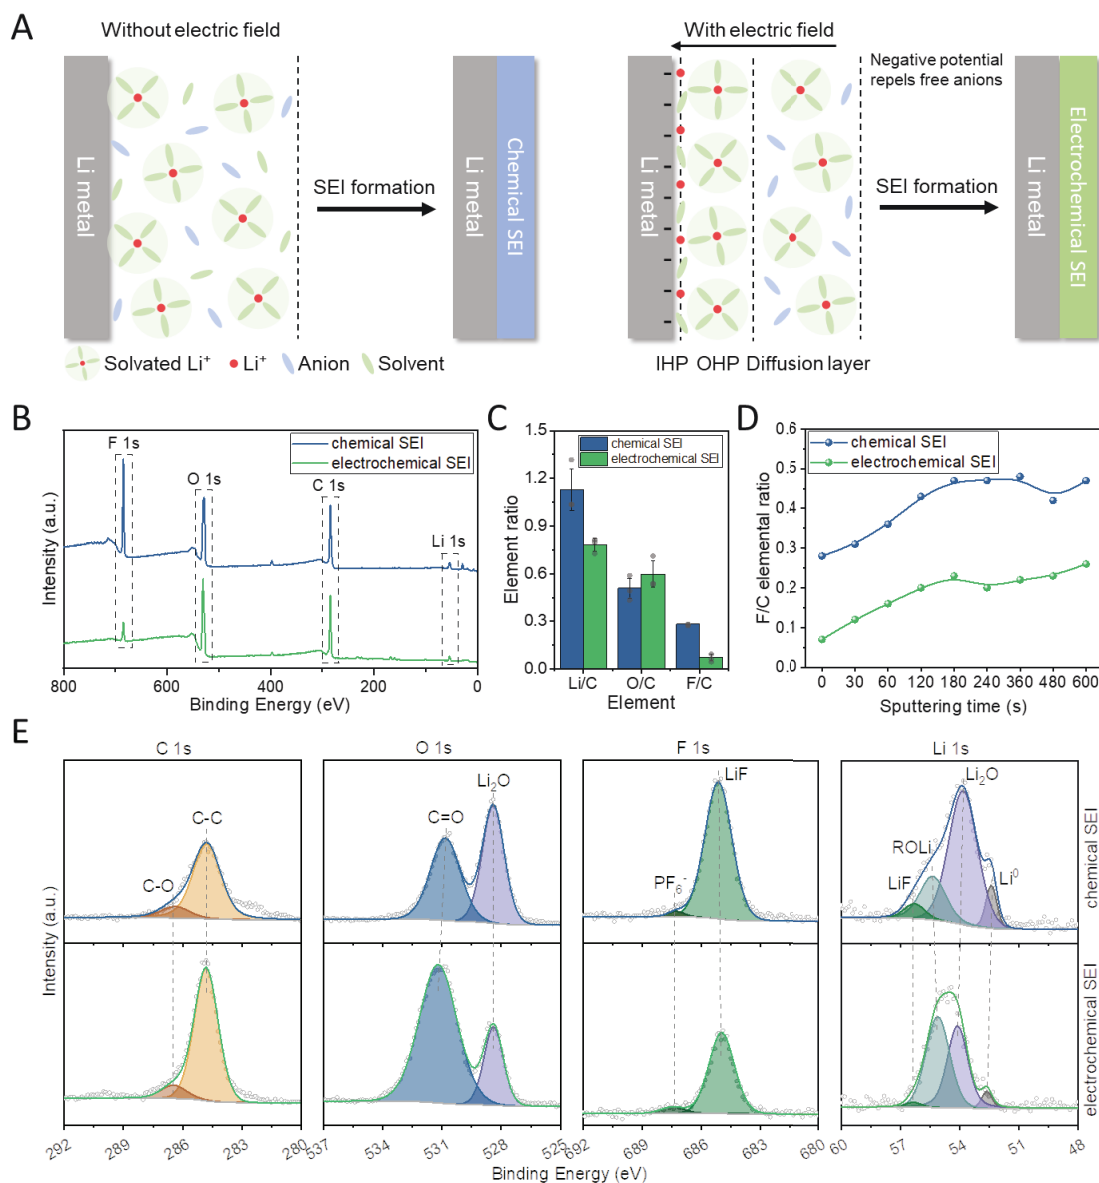 A
Without electric field
Li metal
SEI formation
Li metal
Chemical SEI
With electric field
Negative potential
repels free anions
Li metal
SEI formation
Li metal
Electrochemical SEI
IHP OHP Diffusion layer
Solvated Li⁺ Li⁺ Anion Solvent
B
F 1s
O 1s
C 1s
Li 1s
chemical SEI
electrochemical SEI
Intensity (a.u.)
800 600 400 200 0
Binding Energy (eV)
C
chemical SEI
electrochemical SEI
Element ratio
1.5
1.2
0.9
0.6
0.3
0.0
Li/C O/C F/C
Element
D
chemical SEI
electrochemical SEI
F/C elemental ratio
0.6
0.5
0.4
0.3
0.2
0.1
0.0
0 30 60 120 180 240 360 480 600
Sputtering time (s)
E
C 1s
O 1s
F 1s
Li 1s
C-C
C-O
C=O
Li₂O
PF₆⁻
LiF
ROLi
LiF
Li₂O
Li⁰
chemical SEI
electrochemical SEI
Intensity (a.u.)
292 289 286 283 280
537 534 531 528 525
692 689 686 683 680
60 57 54 51 48
Binding Energy (eV)